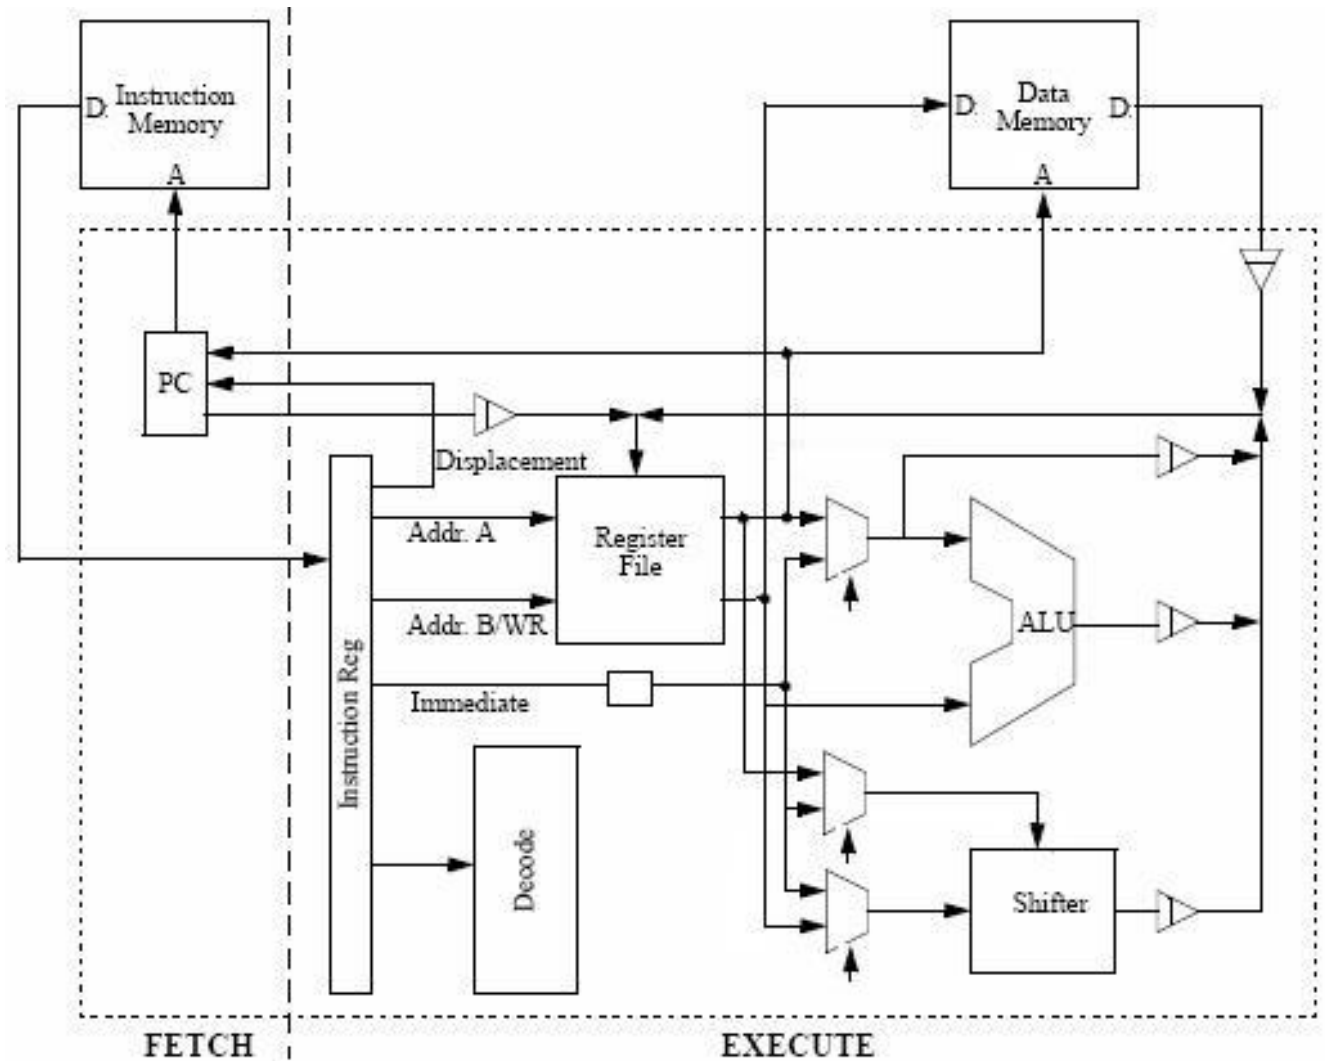 D.
Instruction
Memory
A
D.
Data
Memory
D.
A
PC
Displacement
Addr. A
Register
File
Addr. B/WR
ALU
Instruction Reg
Immediate
Decode
Shifter
FETCH
EXECUTE